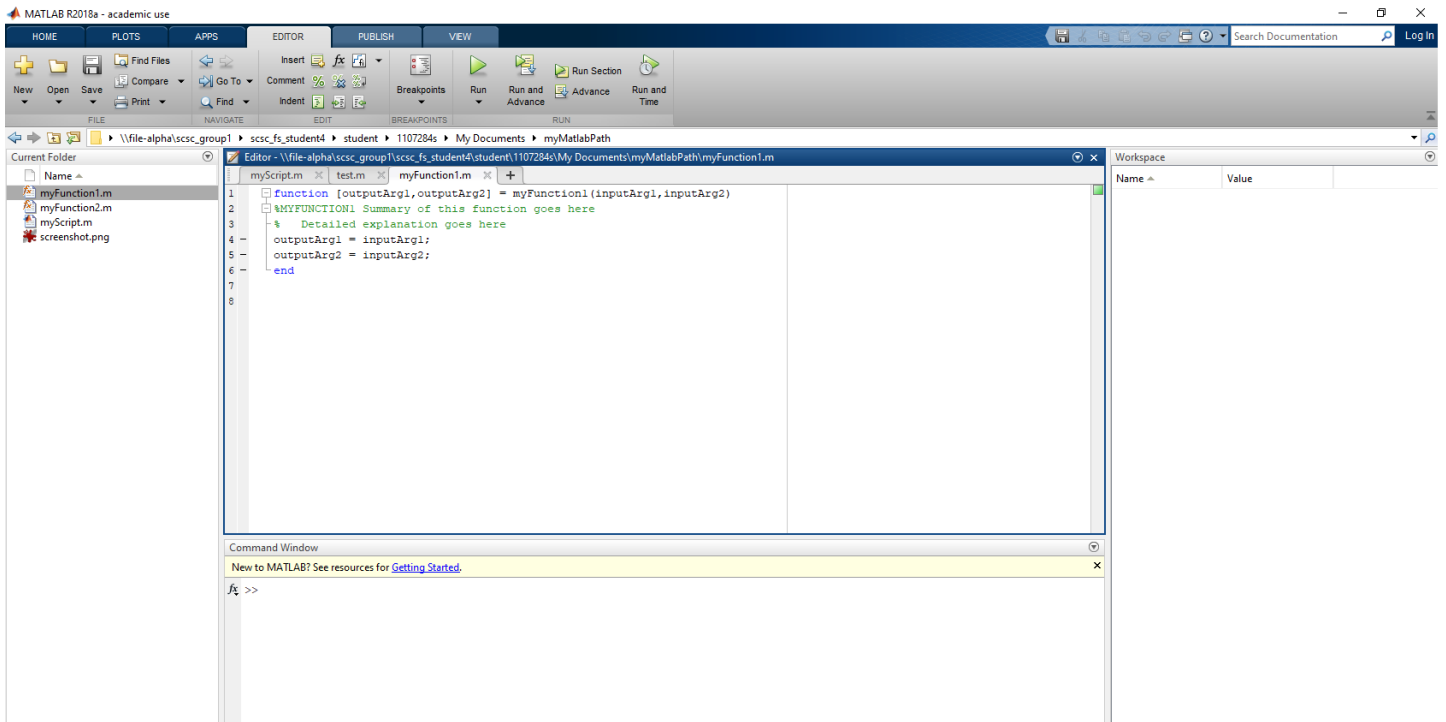 MATLAB R2018a - academic use
HOME PLOTS APPS EDITOR PUBLISH VIEW Search Documentation Log In
New Open Save Find Files Compare Print
FILE
Go To Find
NAVIGATE
Insert fx
Comment
Indent
EDIT
Breakpoints
BREAKPOINTS
Run Run and Advance Run Section Advance Run and Time
RUN
\\file-alpha\scsc_group1 scsc_fs_student4 student 1107284s My Documents myMatlabPath
Current Folder
Name
myFunction1.m
myFunction2.m
myScript.m
screenshot.png
Editor - \\file-alpha\scsc_group1\scsc_fs_student4\student\1107284s\My Documents\myMatlabPath\myFunction1.m
myScript.m test.m myFunction1.m +
1 function [outputArg1,outputArg2] = myFunction1(inputArg1,inputArg2)
2 %MYFUNCTION1 Summary of this function goes here
3 % Detailed explanation goes here
4 - outputArg1 = inputArg1;
5 - outputArg2 = inputArg2;
6 - end
7
8
Command Window
New to MATLAB? See resources for Getting Started.
fx >>
Workspace
Name Value